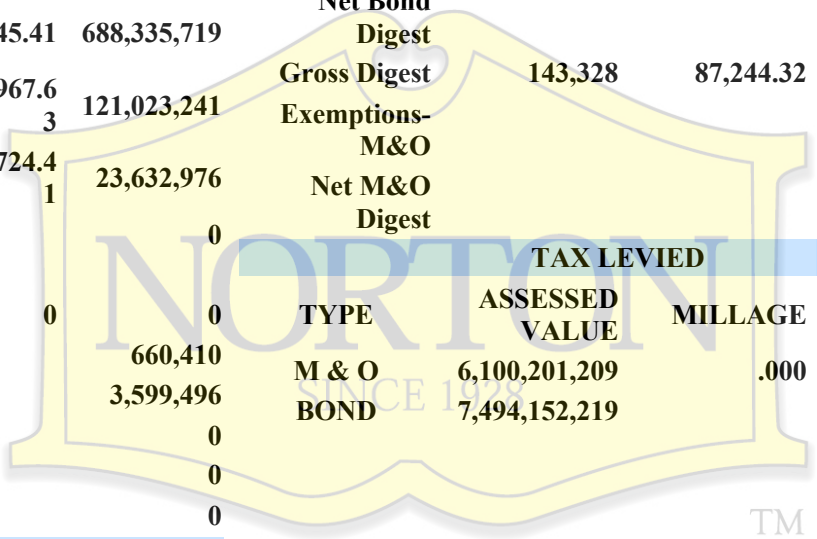 Net Bond
45.41 688,335,719 Digest
Gross Digest 143,328 87,244.32
967.6
3 121,023,241 Exemptions-
M&O
724.4
1 23,632,976 Net M&O
Digest
0
TAX LEVIED
0 0 TYPE ASSESSED
VALUE MILLAGE
660,410
M & O 6,100,201,209 .000
3,599,496
BOND 7,494,152,219
0
0
0
NORTON
SINCE 1928
TM